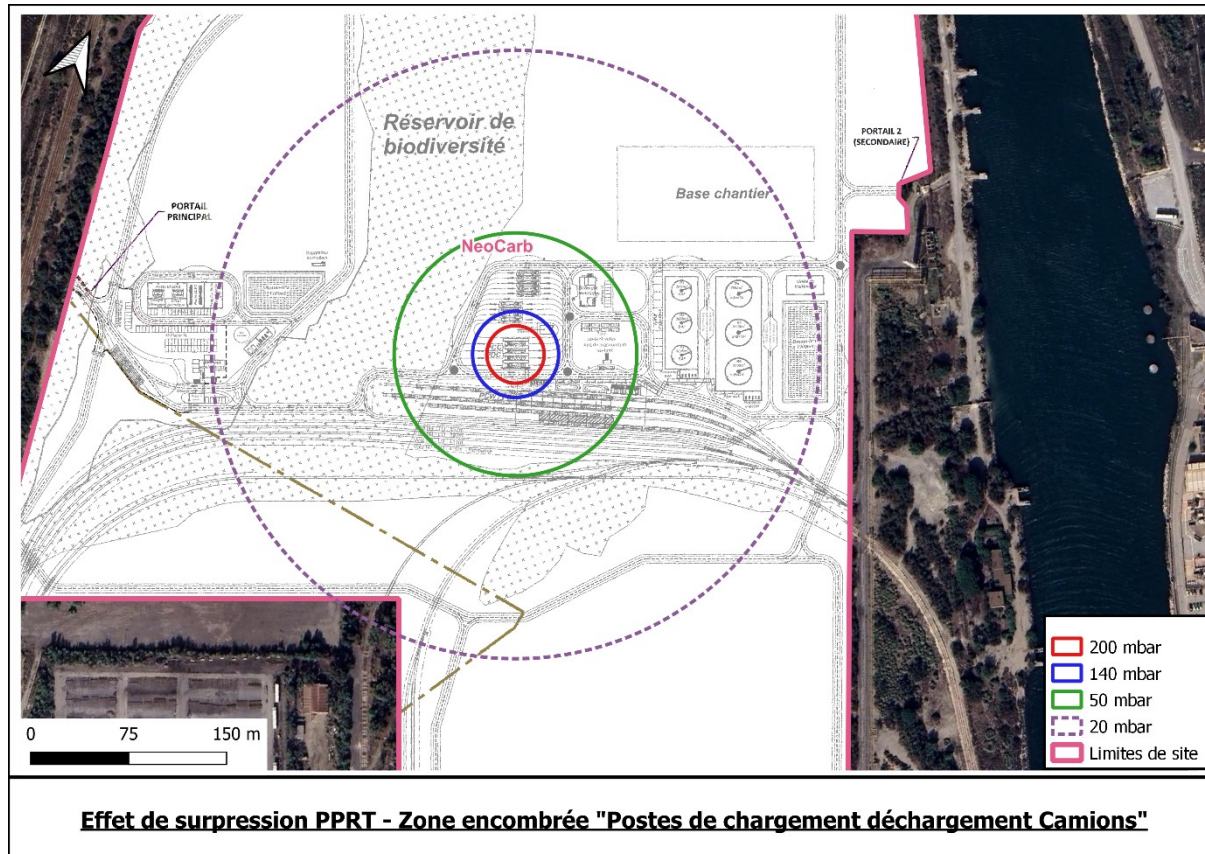 Réservoir de
biodiversité
PORTAIL 2
(SECONDAIRE)
Base chantier
PORTAIL
PRINCIPAL
NeoCarb
200 mbar
140 mbar
50 mbar
20 mbar
Limites de site
0 75 150 m
Effet de surpression PPRT - Zone encombrée "Postes de chargement déchargement Camions"